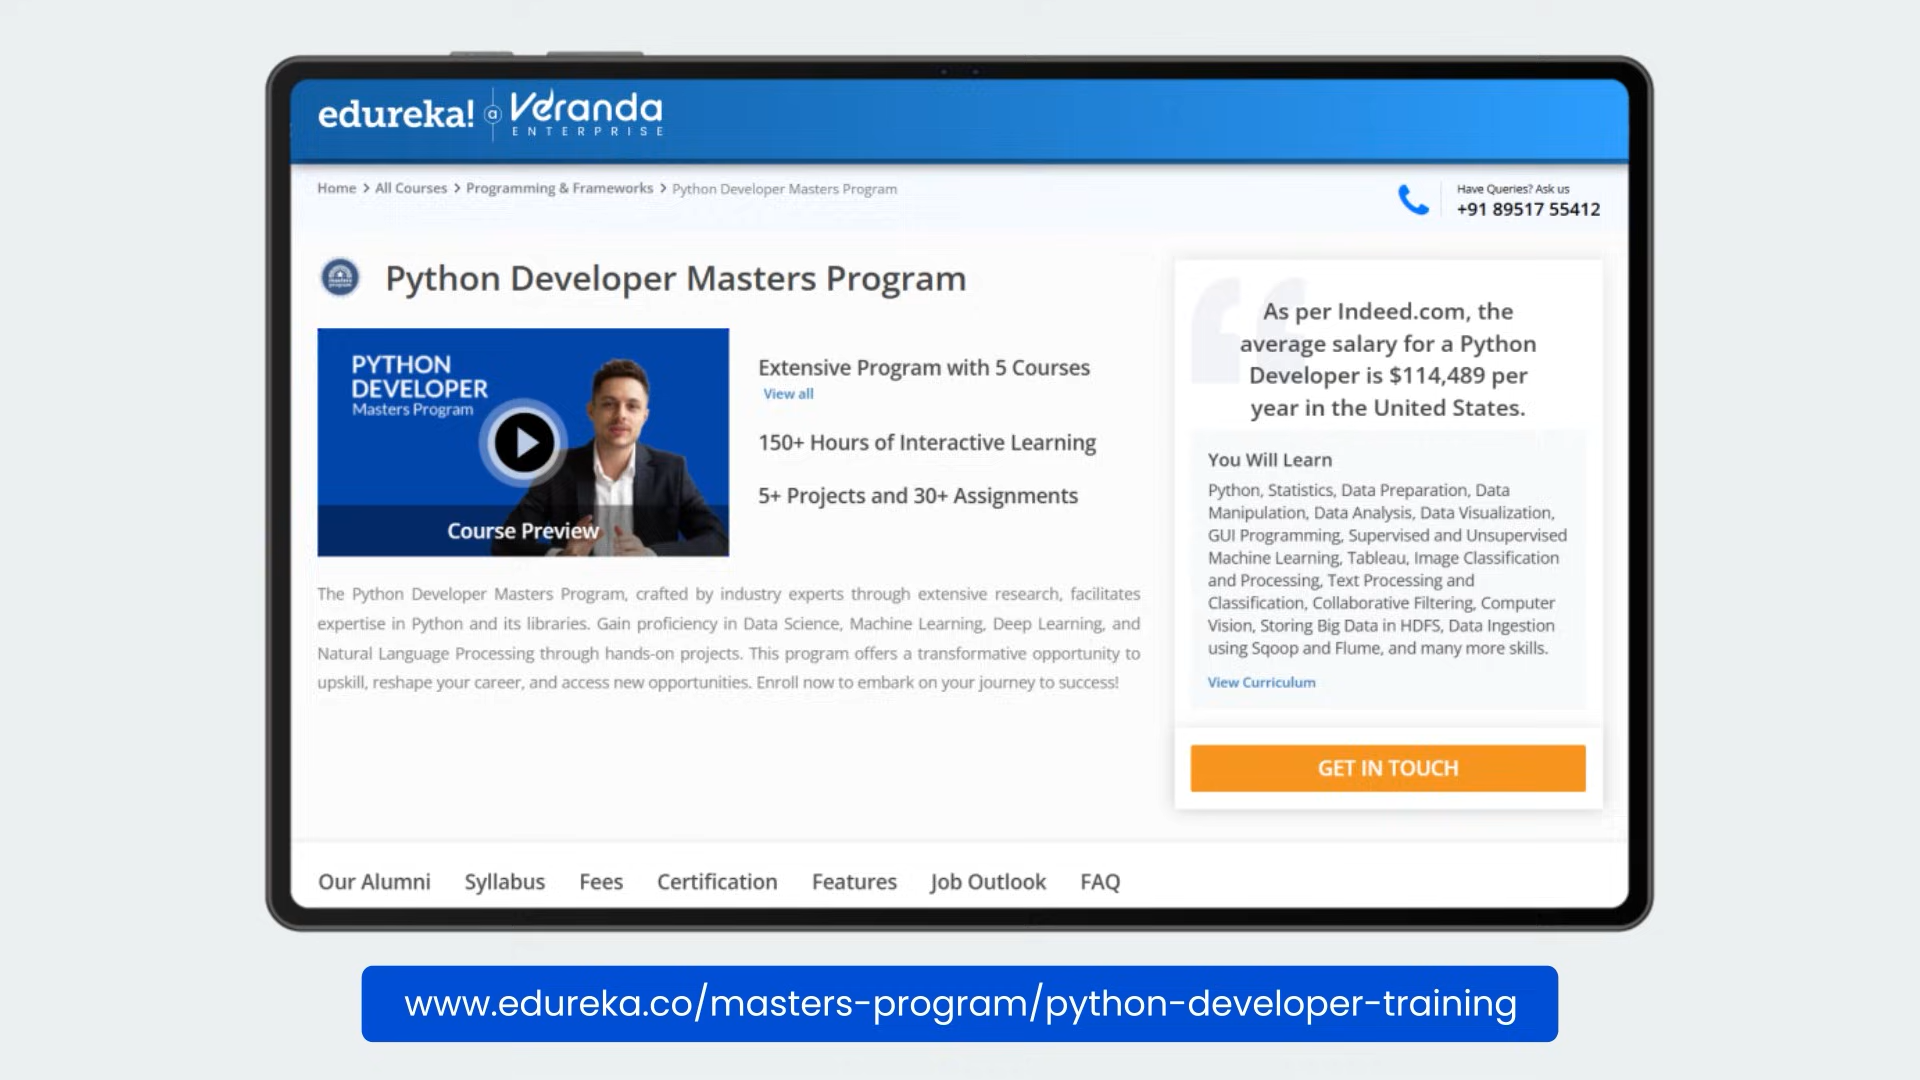 edureka! a Veranda
ENTERPRISE
Home > All Courses > Programming & Frameworks > Python Developer Masters Program
Have Queries? Ask us
+91 89517 55412
Python Developer Masters Program
PYTHON
DEVELOPER
Masters Program
Course Preview
Extensive Program with 5 Courses
View all
150+ Hours of Interactive Learning
5+ Projects and 30+ Assignments
The Python Developer Masters Program, crafted by industry experts through extensive research, facilitates
expertise in Python and its libraries. Gain proficiency in Data Science, Machine Learning, Deep Learning, and
Natural Language Processing through hands-on projects. This program offers a transformative opportunity to
upskill, reshape your career, and access new opportunities. Enroll now to embark on your journey to success!
As per Indeed.com, the
average salary for a Python
Developer is $114,489 per
year in the United States.
You Will Learn
Python, Statistics, Data Preparation, Data
Manipulation, Data Analysis, Data Visualization,
GUI Programming, Supervised and Unsupervised
Machine Learning, Tableau, Image Classification
and Processing, Text Processing and
Classification, Collaborative Filtering, Computer
Vision, Storing Big Data in HDFS, Data Ingestion
using Sqoop and Flume, and many more skills.
View Curriculum
GET IN TOUCH
Our Alumni Syllabus Fees Certification Features Job Outlook FAQ
www.edureka.co/masters-program/python-developer-training